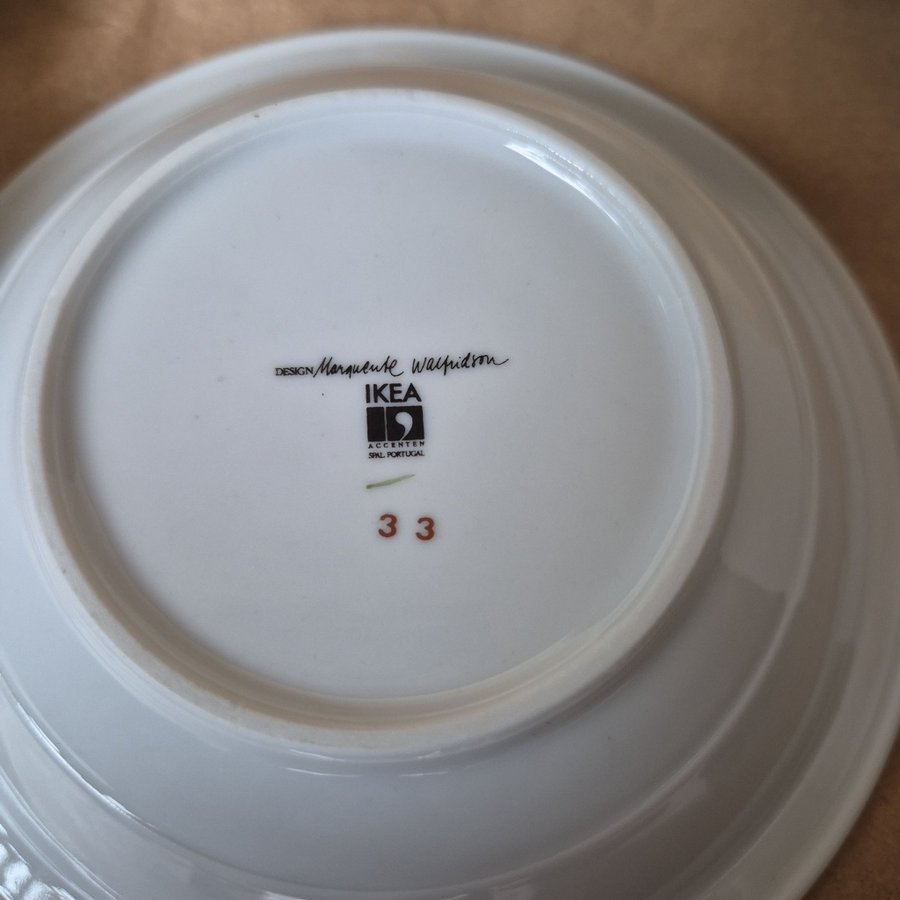 DESIGN Marguerite Walfridson
IKEA
ACCENTEN
SPAL PORTUGAL
3 3